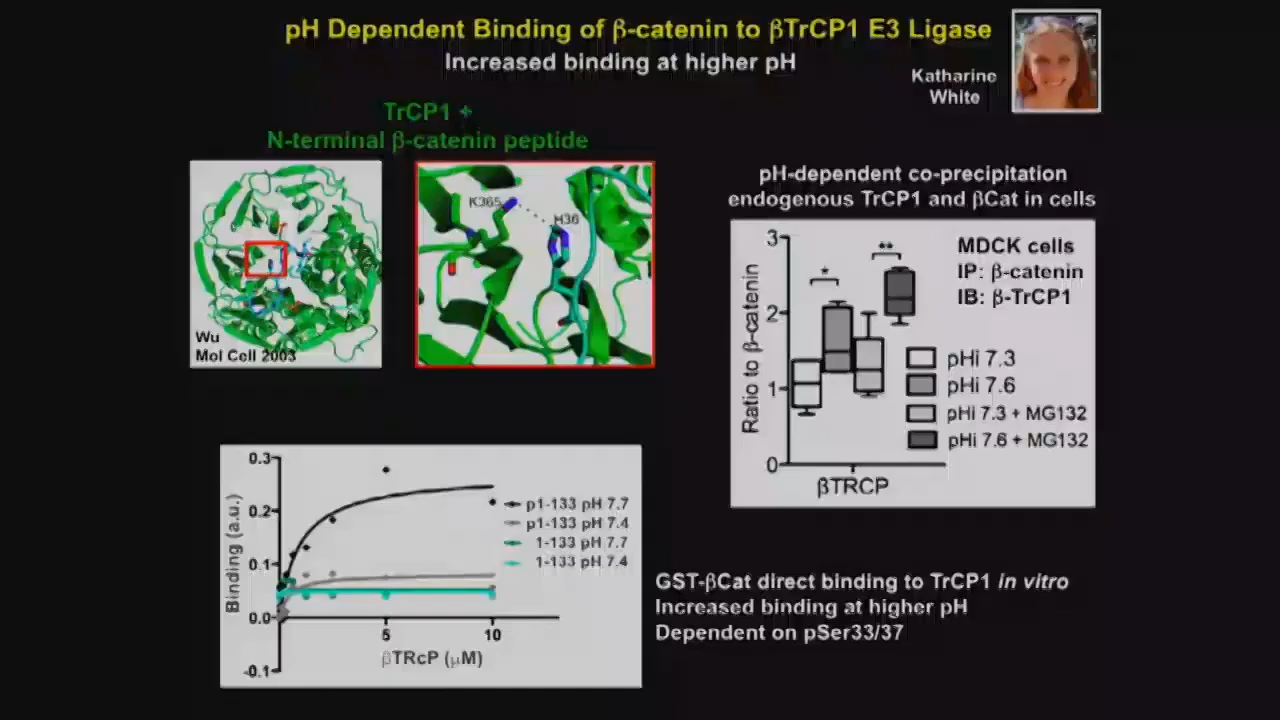 pH Dependent Binding of β-catenin to βTrCP1 E3 Ligase
Increased binding at higher pH
Katharine
White
TrCP1 +
N-terminal β-catenin peptide
K365
H36
Wu
Mol Cell 2003
pH-dependent co-precipitation
endogenous TrCP1 and βCat in cells
3
2
1
0
Ratio to β-catenin
*
**
MDCK cells
IP: β-catenin
IB: β-TrCP1
pHi 7.3
pHi 7.6
pHi 7.3 + MG132
pHi 7.6 + MG132
βTRCP
0.3
0.2
0.1
0.0
-0.1
Binding (a.u.)
p1-133 pH 7.7
p1-133 pH 7.4
1-133 pH 7.7
1-133 pH 7.4
5
10
βTRcP (μM)
GST-βCat direct binding to TrCP1 in vitro
Increased binding at higher pH
Dependent on pSer33/37